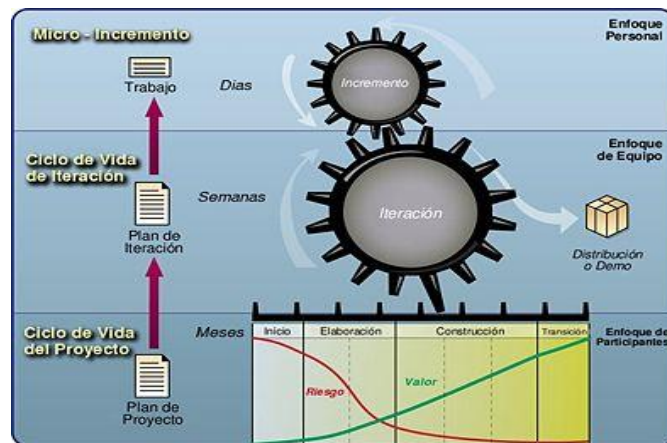 Micro - Incremento
Enfoque
Personal
Trabajo
Días
Incremento
Ciclo de Vida
de Iteración
Enfoque
de Equipo
Semanas
Iteración
Plan de
Iteración
Distribución
o Demo
Ciclo de Vida
del Proyecto
Meses
Inicio
Elaboración
Construcción
Transición
Enfoque de
Participantes
Riesgo
Valor
Plan de
Proyecto